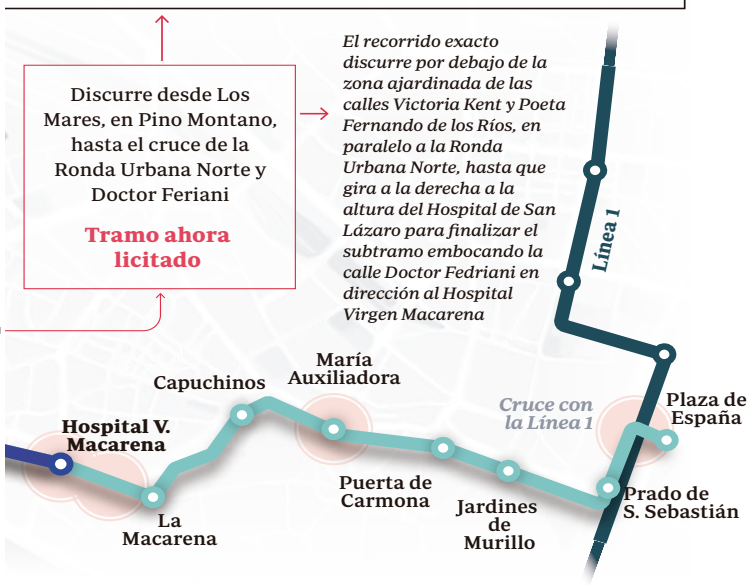 Discurre desde Los
Mares, en Pino Montano,
hasta el cruce de la
Ronda Urbana Norte y
Doctor Feriani
Tramo ahora
licitado
El recorrido exacto
discurre por debajo de la
zona ajardinada de las
calles Victoria Kent y Poeta
Fernando de los Ríos, en
paralelo a la Ronda
Urbana Norte, hasta que
gira a la derecha a la
altura del Hospital de San
Lázaro para finalizar el
subtramo embocando la
calle Doctor Fedriani en
dirección al Hospital
Virgen Macarena
Línea 1
Hospital V.
Macarena
La
Macarena
Capuchinos
María
Auxiliadora
Puerta de
Carmona
Jardines
de
Murillo
Cruce con
la Línea 1
Plaza de
España
Prado de
S. Sebastián